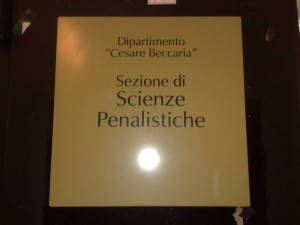 Dipartimento
"Cesare Beccaria"
Sezione di
Scienze
Penalistiche